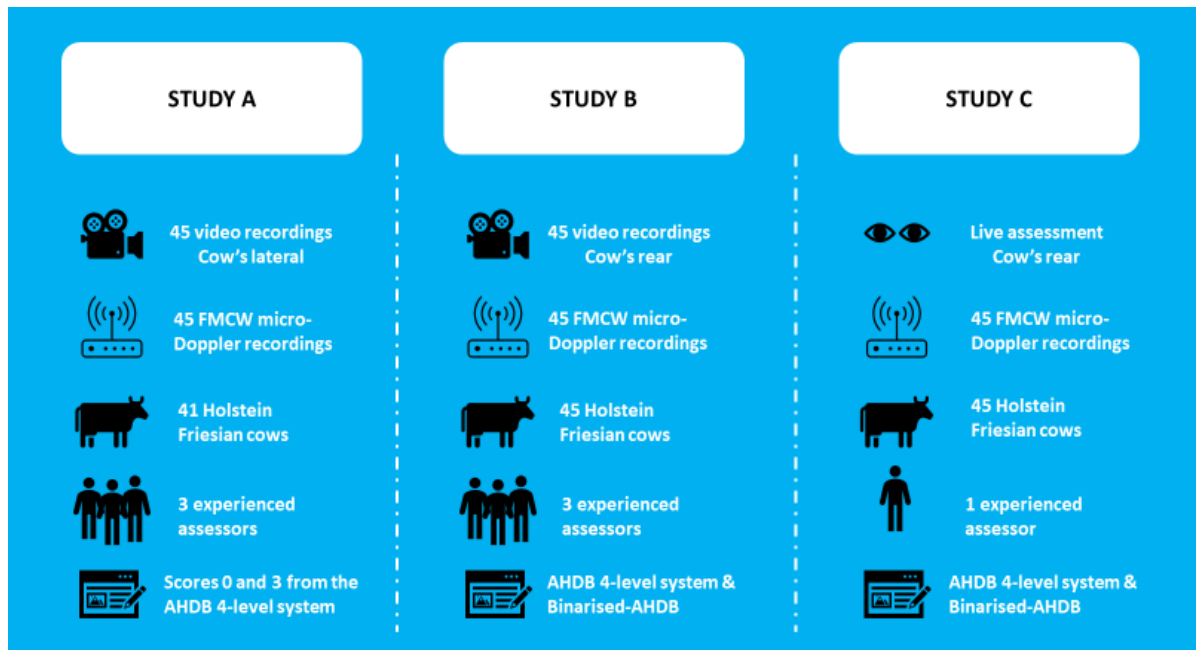 STUDY A
45 video recordings
Cow's lateral
45 FMCW micro-
Doppler recordings
41 Holstein
Friesian cows
3 experienced
assessors
Scores 0 and 3 from the
AHDB 4-level system
STUDY B
45 video recordings
Cow's rear
45 FMCW micro-
Doppler recordings
45 Holstein
Friesian cows
3 experienced
assessors
AHDB 4-level system &
Binarised-AHDB
STUDY C
Live assessment
Cow's rear
45 FMCW micro-
Doppler recordings
45 Holstein
Friesian cows
1 experienced
assessor
AHDB 4-level system &
Binarised-AHDB